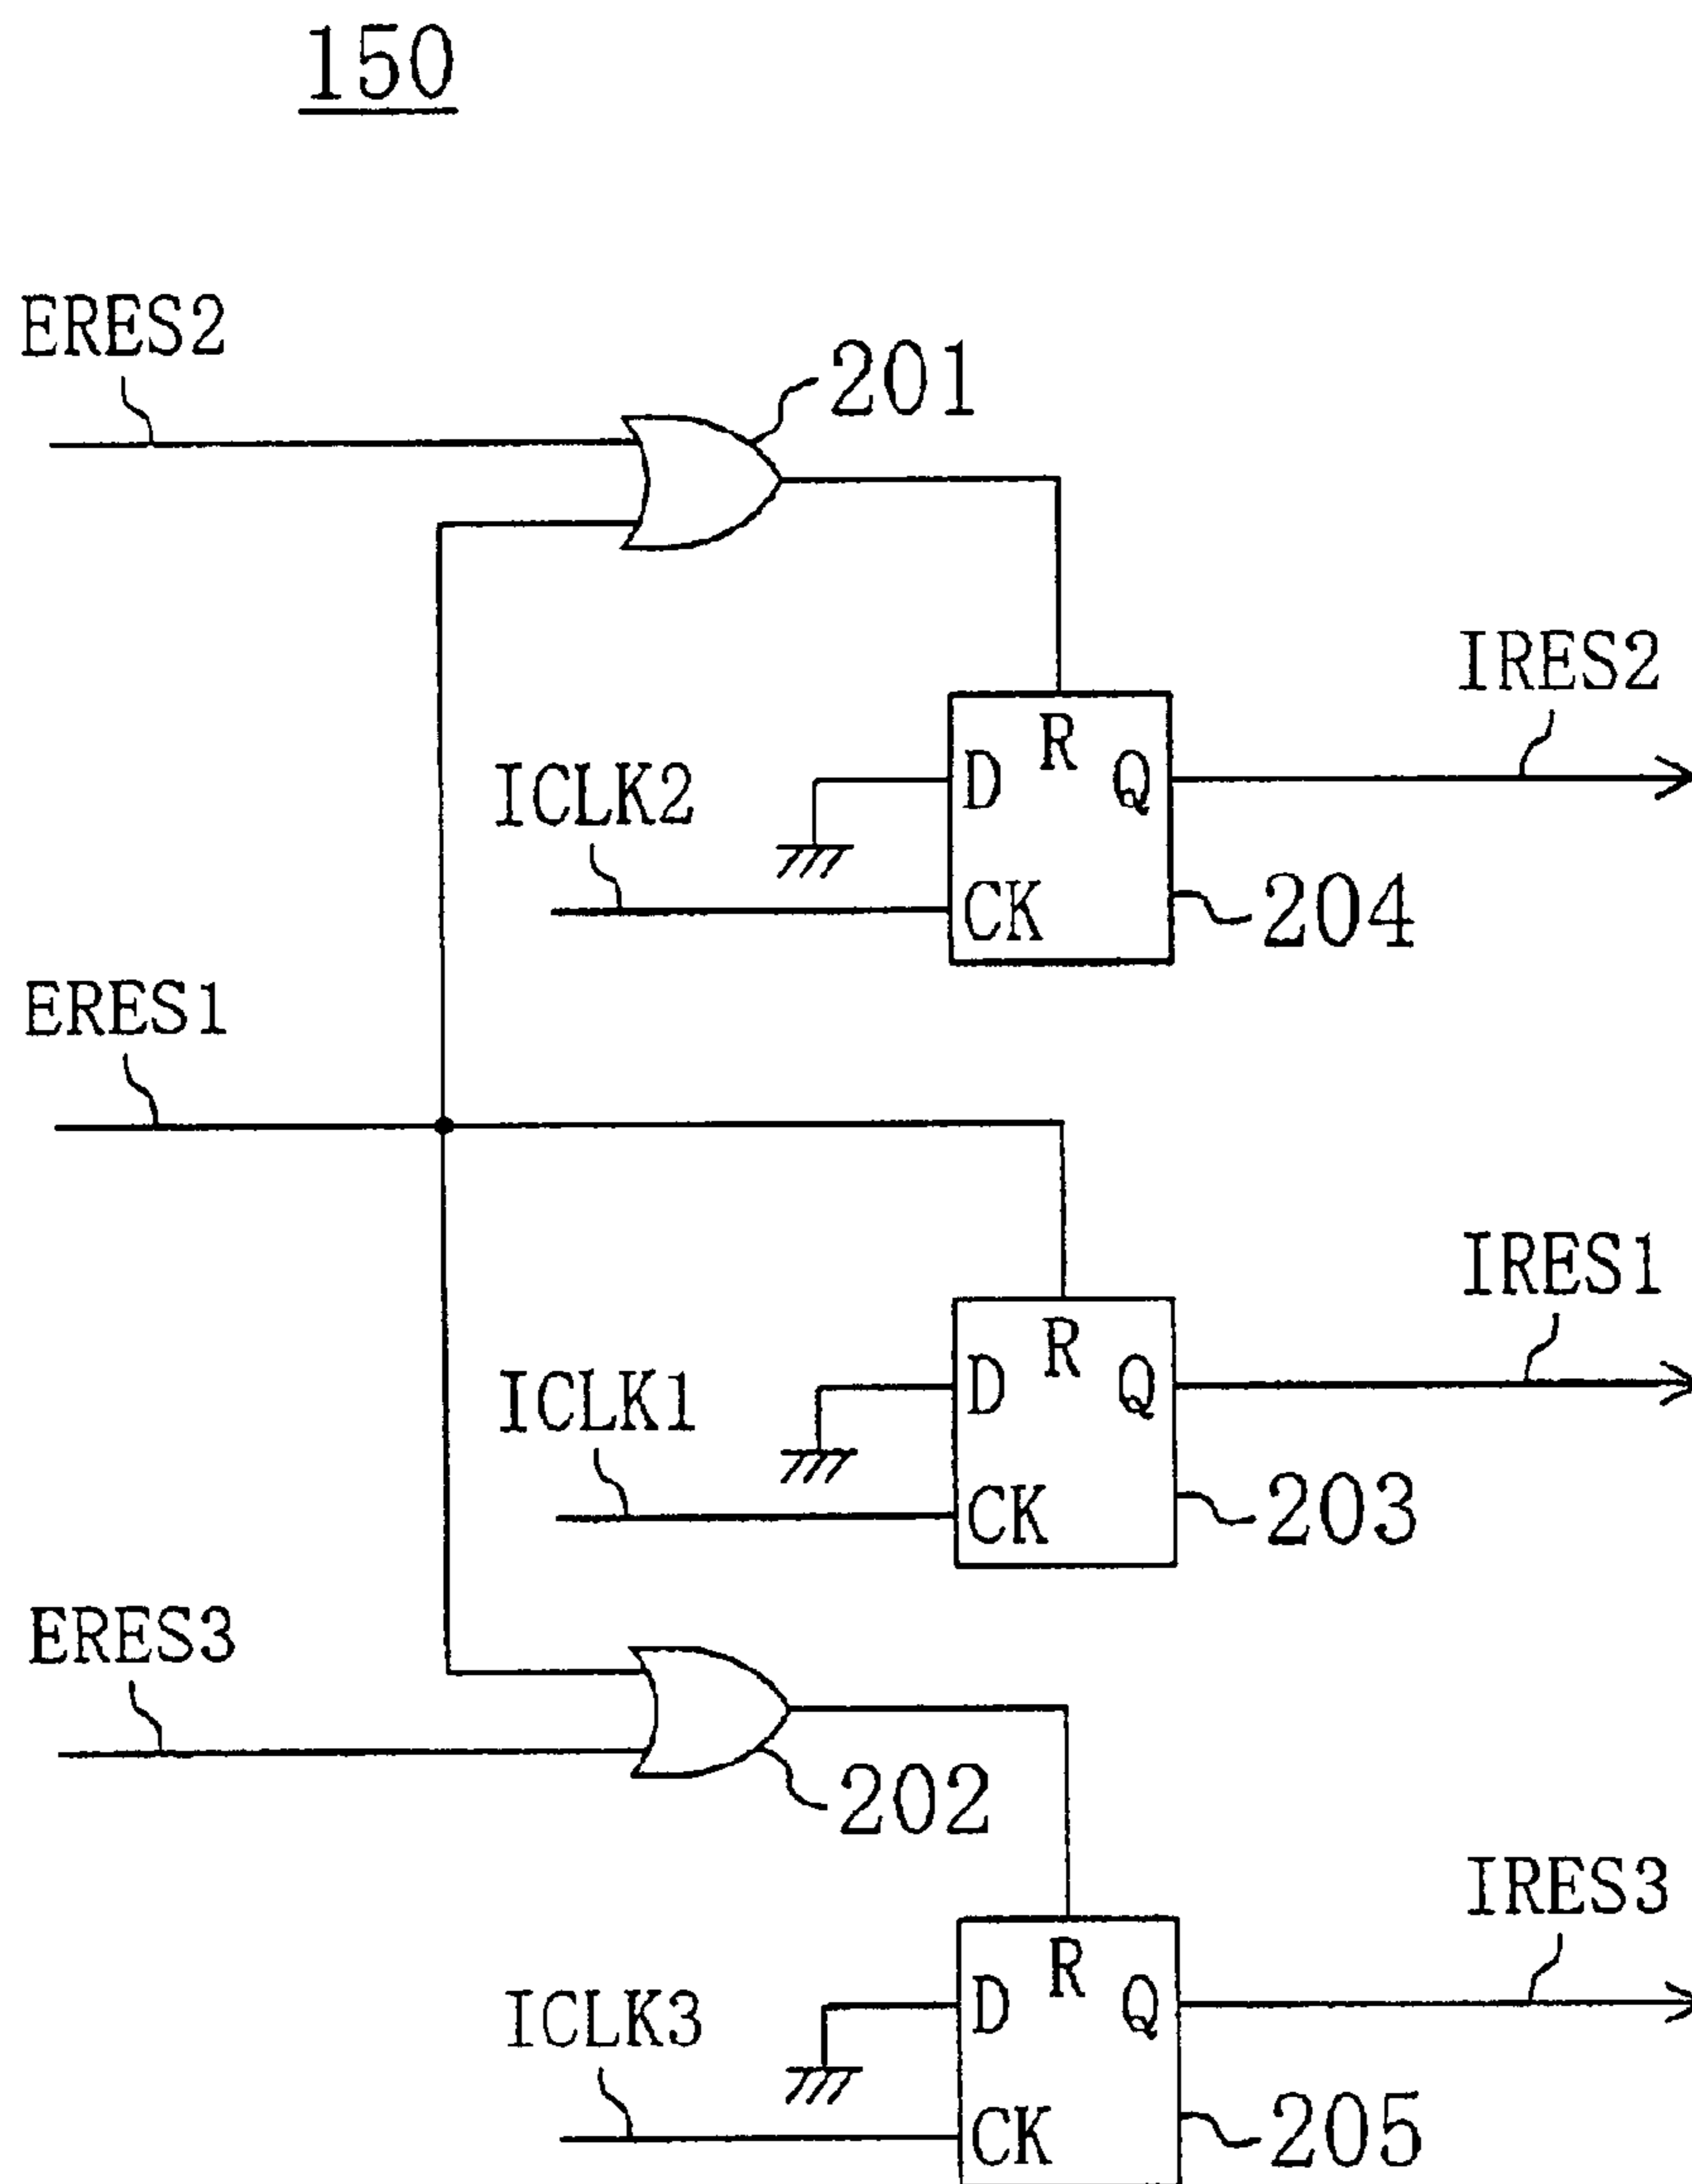 150
ERES2
201
IRES2
R
D
Q
ICLK2
CK
204
ERES1
IRES1
R
D
Q
ICLK1
CK
203
ERES3
202
IRES3
R
D
Q
ICLK3
CK
205